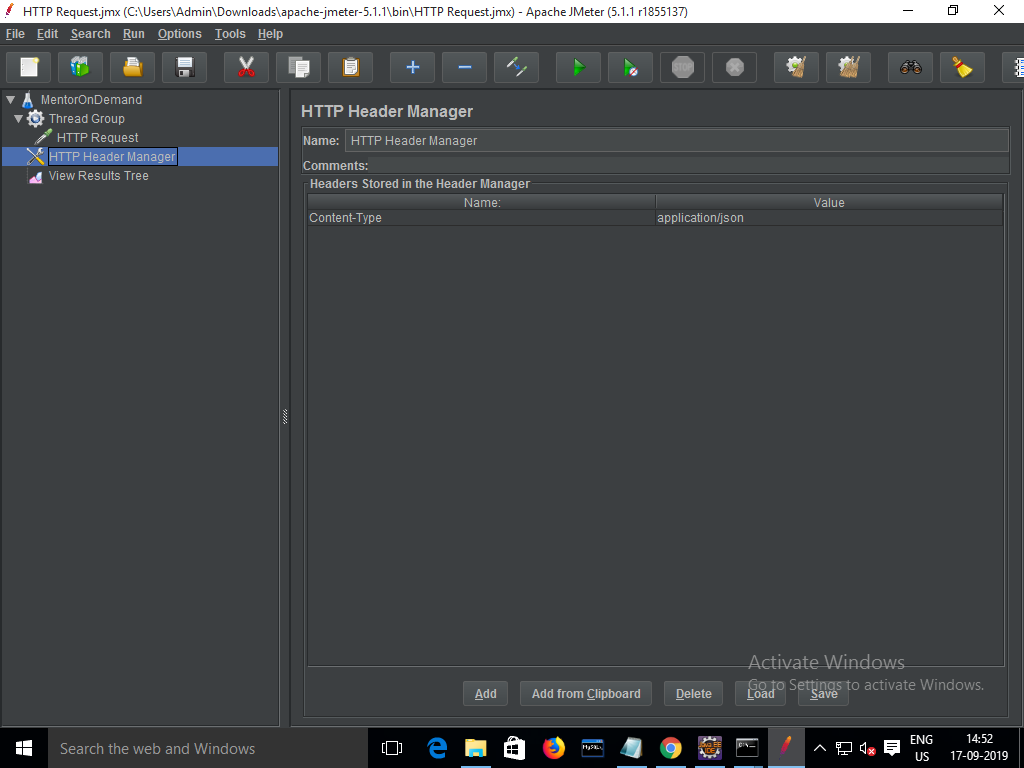 HTTP Request.jmx (C:\Users\Admin\Downloads\apache-jmeter-5.1.1\bin\HTTP Request.jmx) - Apache JMeter (5.1.1 r1855137)
File Edit Search Run Options Tools Help
STOP
MentorOnDemand
Thread Group
HTTP Request
HTTP Header Manager
View Results Tree
HTTP Header Manager
Name: HTTP Header Manager
Comments:
Headers Stored in the Header Manager
Name: Value
Content-Type application/json
Activate Windows
Go to Settings to activate Windows.
Add Add from Clipboard Delete Load Save
Search the web and Windows
MySQL
ENG
US
14:52
17-09-2019